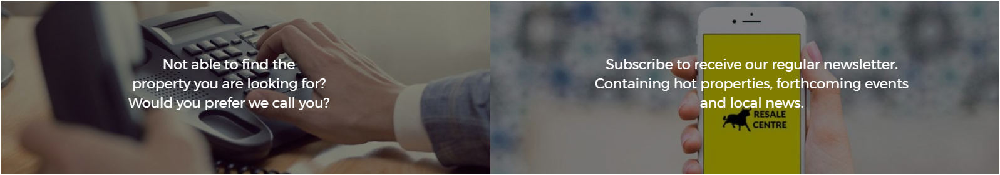 Not able to find the
property you are looking for?
Would you prefer we call you?
Subscribe to receive our regular newsletter.
Containing hot properties, forthcoming events
and local news.
RESALE
CENTRE